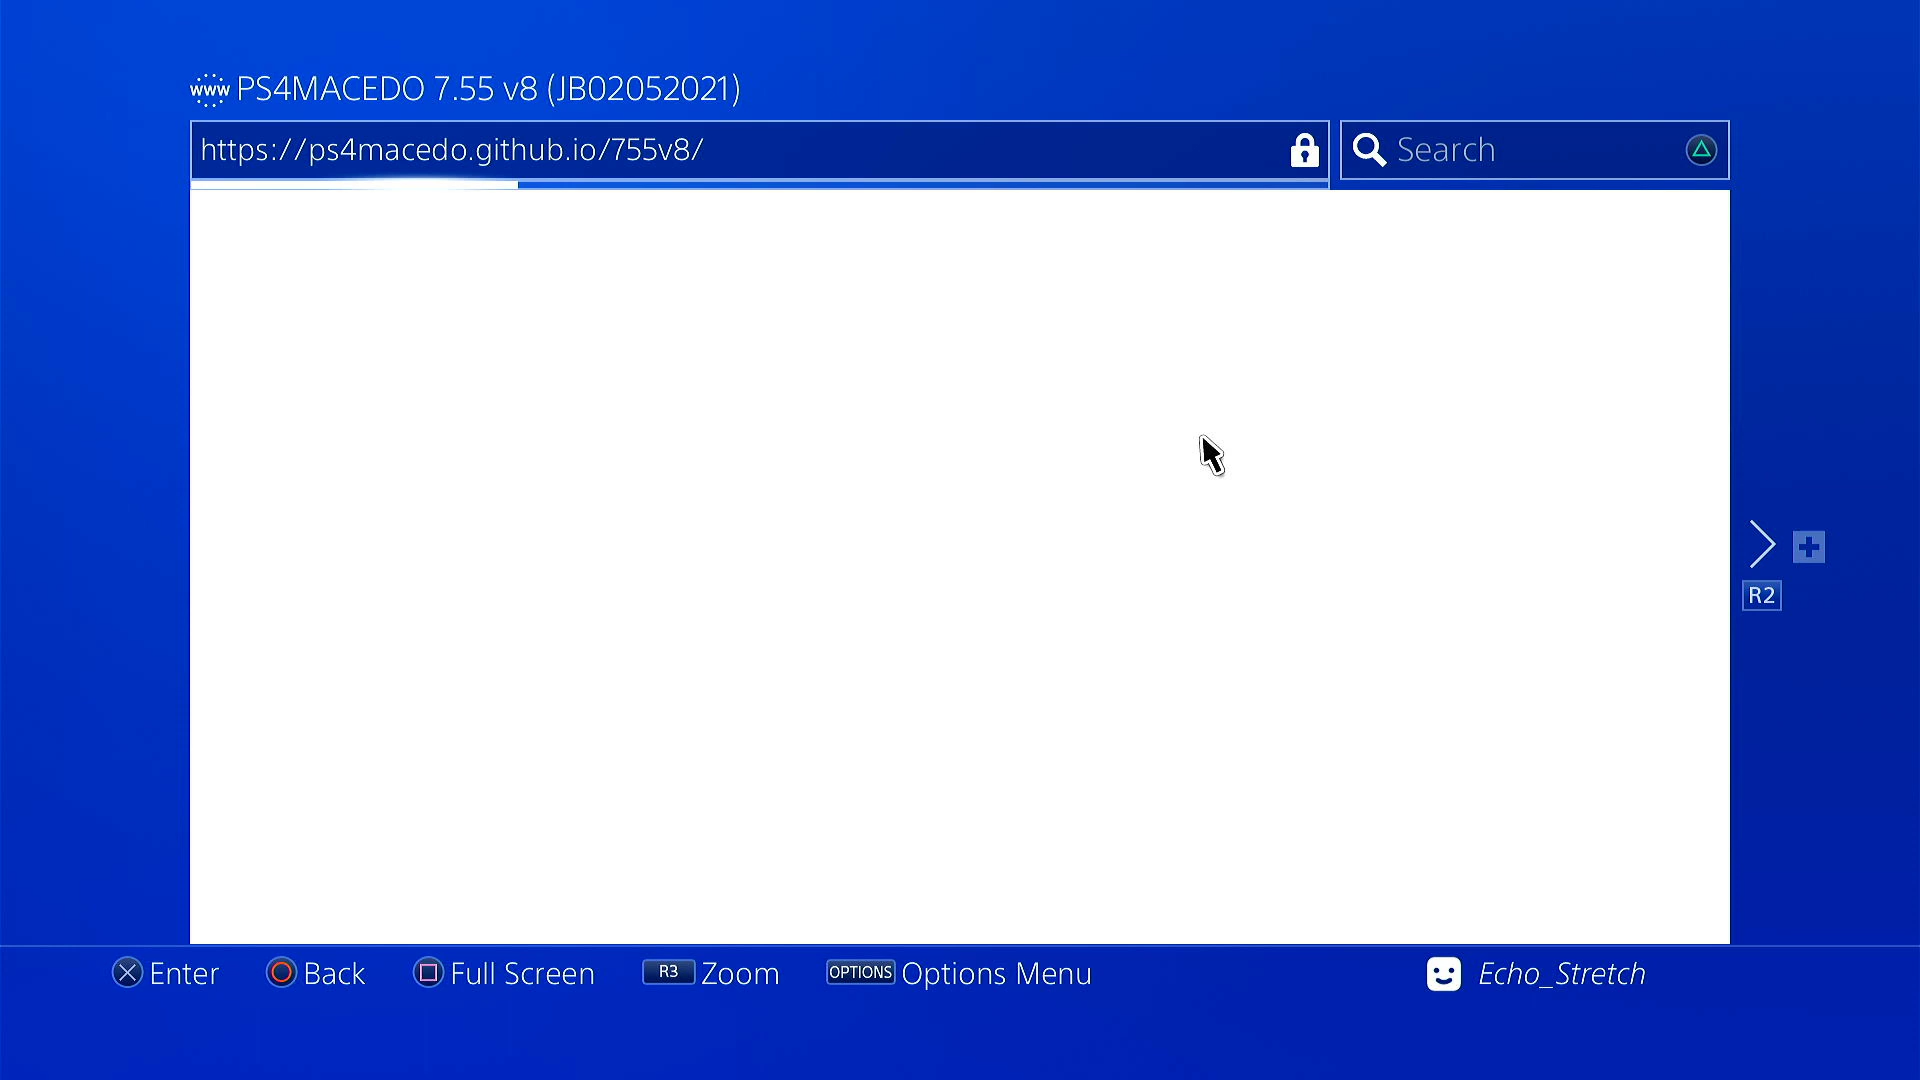 www PS4MACEDO 7.55 v8 (JB02052021)
https://ps4macedo.github.io/755v8/
Search
R2
Enter Back Full Screen R3 Zoom OPTIONS Options Menu Echo_Stretch